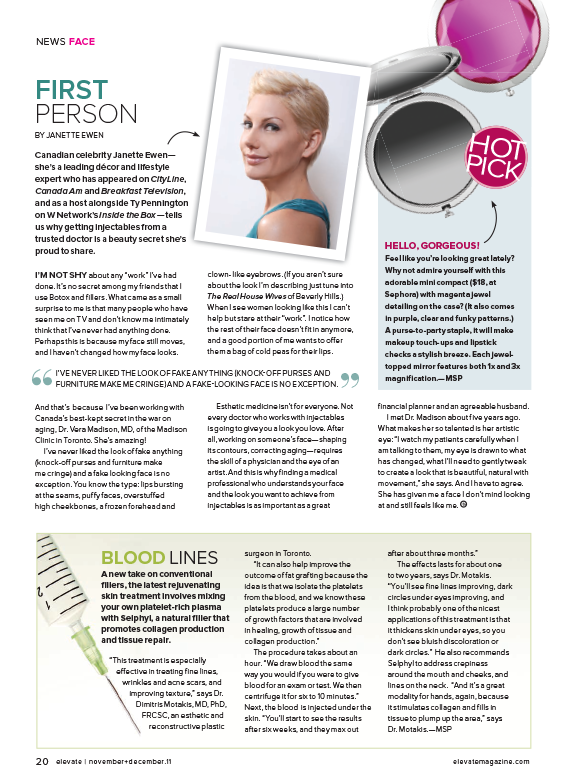 NEWS FACE
FIRST
PERSON
BY JANETTE EWEN
Canadian celebrity Janette Ewen—
she's a leading décor and lifestyle
expert who has appeared on CityLine,
Canada Am and Breakfast Television,
and as a host alongside Ty Pennington
on W Network's Inside the Box —tells
us why getting injectables from a
trusted doctor is a beauty secret she's
proud to share.
I'M NOT SHY about any “work” I've had
done. It's no secret among my friends that I
use Botox and fillers. What came as a small
surprise to me is that many people who have
seen me on TV and don't know me intimately
think that I've never had anything done.
Perhaps this is because my face still moves,
and I haven't changed how my face looks.
clown- like eyebrows. (If you aren't sure
about the look I'm describing just tune into
The Real House Wives of Beverly Hills.)
When I see women looking like this I can't
help but stare at their “work”. I notice how
the rest of their face doesn't fit in anymore,
and a good portion of me wants to offer
them a bag of cold peas for their lips.
HOT
PICK
HELLO, GORGEOUS!
Feel like you're looking great lately?
Why not admire yourself with this
adorable mini compact ($18, at
Sephora) with magenta jewel
detailing on the case? (It also comes
in purple, clear and funky patterns.)
A purse-to-party staple, it will make
makeup touch-ups and lipstick
checks a stylish breeze. Each jewel-
topped mirror features both 1x and 3x
magnification.—MSP
“ I'VE NEVER LIKED THE LOOK OF FAKE ANYTHING (KNOCK-OFF PURSES AND
FURNITURE MAKE ME CRINGE) AND A FAKE-LOOKING FACE IS NO EXCEPTION. ”
And that's because I've been working with
Canada's best-kept secret in the war on
aging, Dr. Vera Madison, MD, of the Madison
Clinic in Toronto. She's amazing!
I've never liked the look of fake anything
(knock-off purses and furniture make
me cringe) and a fake looking face is no
exception. You know the type: lips bursting
at the seams, puffy faces, overstuffed
high cheekbones, a frozen forehead and
Esthetic medicine isn't for everyone. Not
every doctor who works with injectables
is going to give you a look you love. After
all, working on someone's face—shaping
its contours, correcting aging—requires
the skill of a physician and the eye of an
artist. And this is why finding a medical
professional who understands your face
and the look you want to achieve from
injectables is as important as a great
financial planner and an agreeable husband.
I met Dr. Madison about five years ago.
What makes her so talented is her artistic
eye: “I watch my patients carefully when I
am talking to them, my eye is drawn to what
has changed, what I'll need to gently tweak
to create a look that is beautiful, natural with
movement,” she says. And I have to agree.
She has given me a face I don't mind looking
at and still feels like me.
BLOOD LINES
A new take on conventional
fillers, the latest rejuvenating
skin treatment involves mixing
your own platelet-rich plasma
with Selphyl, a natural filler that
promotes collagen production
and tissue repair.
“This treatment is especially
effective in treating fine lines,
wrinkles and acne scars, and
improving texture,” says Dr.
Dimitris Motakis, MD, PhD,
FRCSC, an esthetic and
reconstructive plastic
surgeon in Toronto.
“It can also help improve the
outcome of fat grafting because the
idea is that we isolate the platelets
from the blood, and we know these
platelets produce a large number
of growth factors that are involved
in healing, growth of tissue and
collagen production.”
The procedure takes about an
hour. “We draw blood the same
way you would if you were to give
blood for an exam or test. We then
centrifuge it for six to 10 minutes.”
Next, the blood is injected under the
skin. “You'll start to see the results
after six weeks, and they max out
after about three months.”
The effects lasts for about one
to two years, says Dr. Motakis.
“You'll see fine lines improving, dark
circles under eyes improving, and
I think probably one of the nicest
applications of this treatment is that
it thickens skin under eyes, so you
don't see bluish discoloration or
dark circles.” He also recommends
Selphyl to address crepiness
around the mouth and cheeks, and
lines on the neck. “And it's a great
modality for hands, again, because
it stimulates collagen and fills in
tissue to plump up the area,” says
Dr. Motakis.—MSP
1
2
20 elevate | november+december.11
elevatemagazine.com